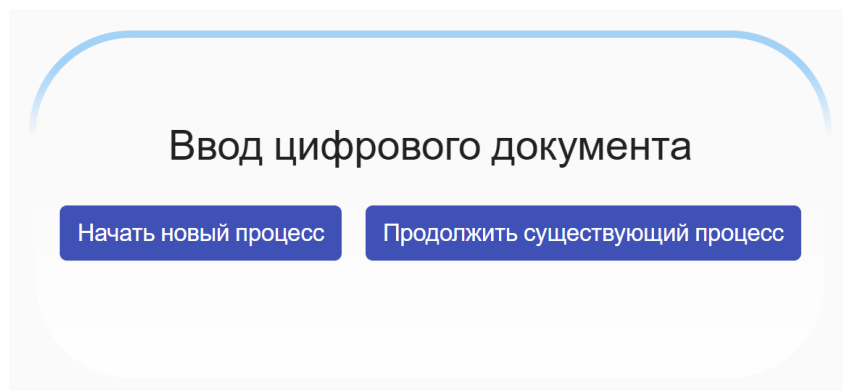 Ввод цифрового документа
Начать новый процесс
Продолжить существующий процесс